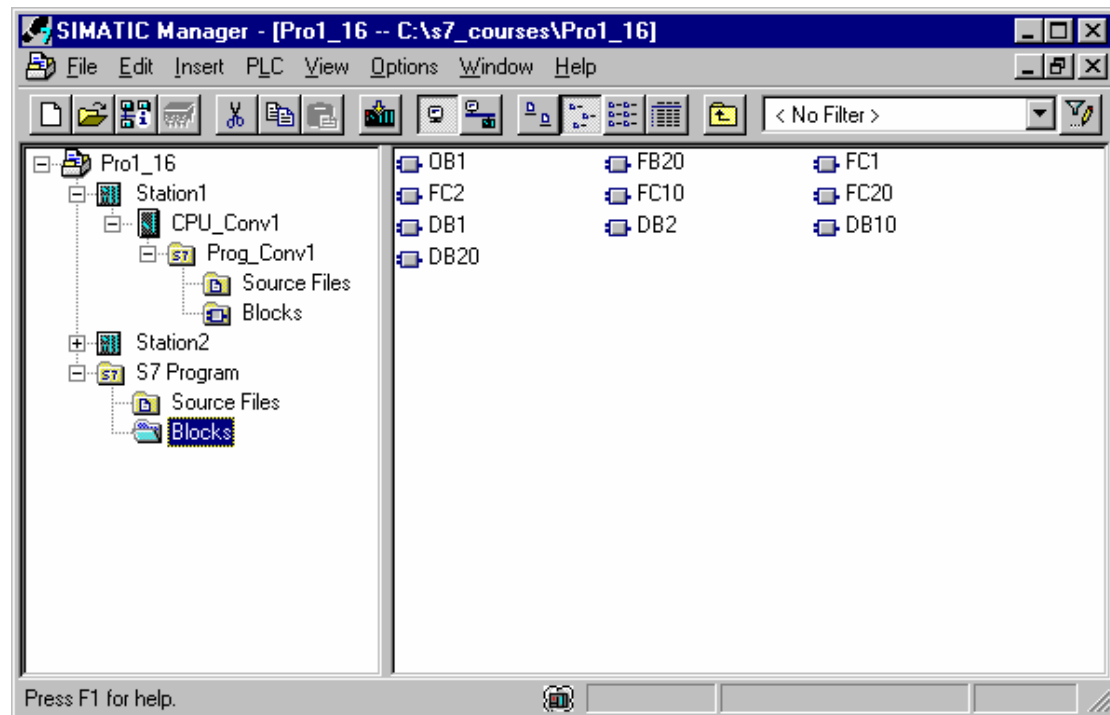 SIMATIC Manager - [Pro1_16 -- C:\s7_courses\Pro1_16]
File Edit Insert PLC View Options Window Help
< No Filter >
Pro1_16
Station1
CPU_Conv1
S7 Prog_Conv1
Source Files
Blocks
Station2
S7 S7 Program
Source Files
Blocks
OB1 FB20 FC1
FC2 FC10 FC20
DB1 DB2 DB10
DB20
Press F1 for help.